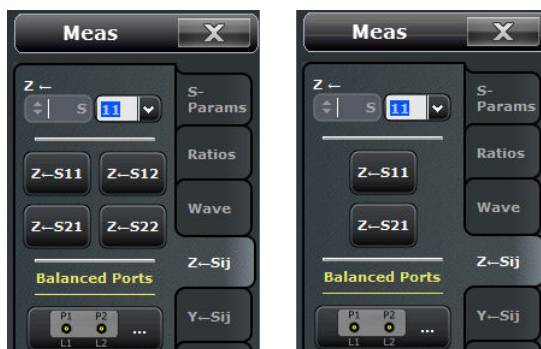 Meas X
Z ←
S 11
Z←S11 Z←S12
Z←S21 Z←S22
Balanced Ports
P1 P2
...
L1 L2
S-
Params
Ratios
Wave
Z←Sij
Y←Sij
Meas X
Z ←
S 11
Z←S11
Z←S21
Balanced Ports
P1 P2
...
L1 L2
S-
Params
Ratios
Wave
Z←Sij
Y←Sij